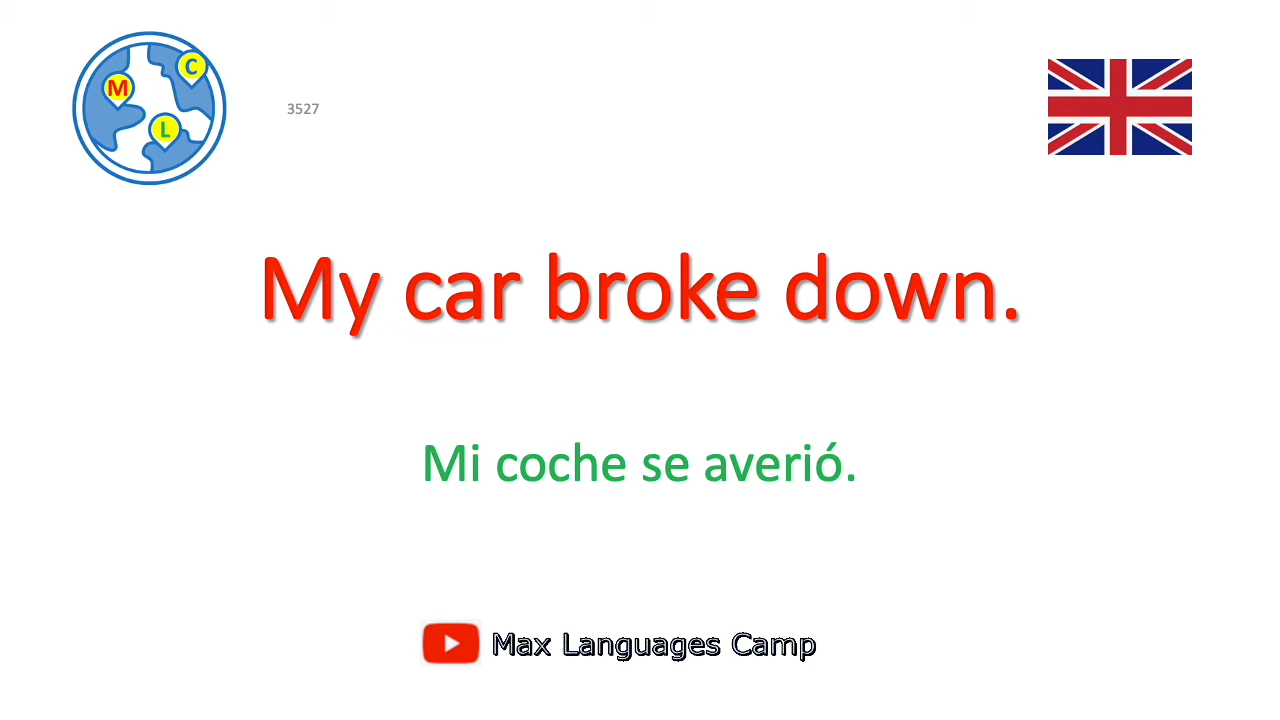 M
C
L
3527
My car broke down.
Mi coche se averió.
Max Languages Camp